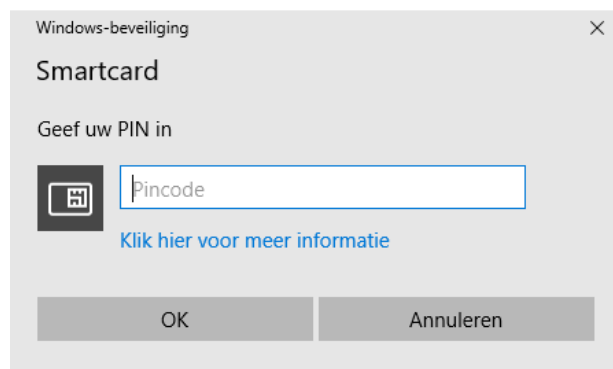 Windows-beveiliging
Smartcard
Geef uw PIN in
Pincode
Klik hier voor meer informatie
OK
Annuleren